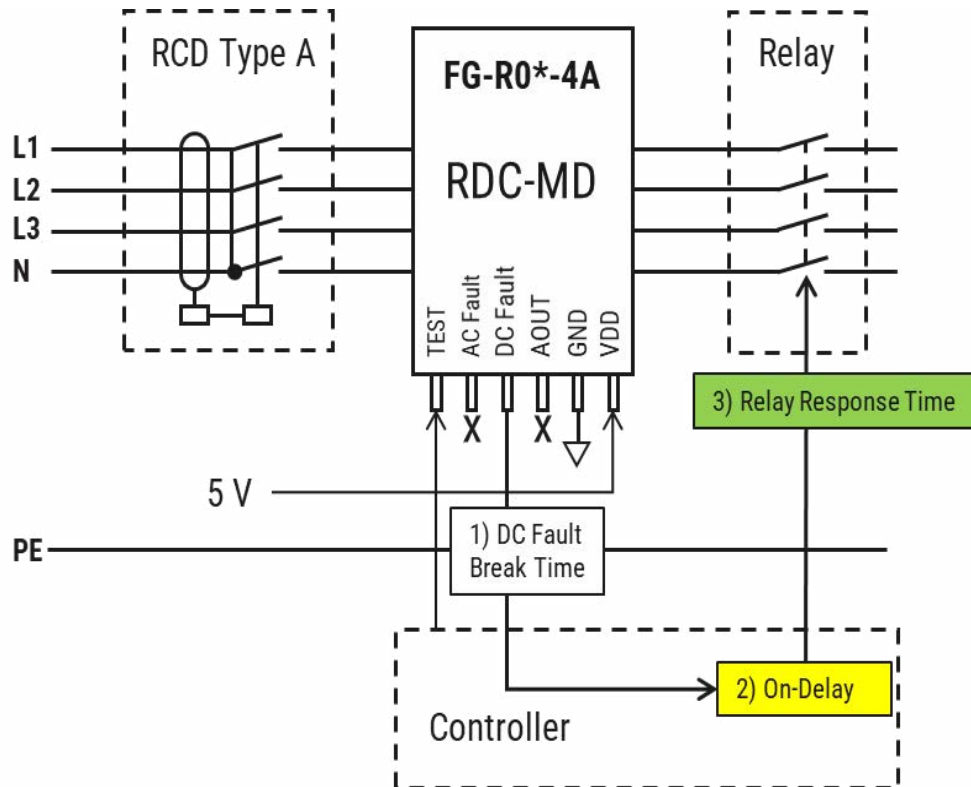 RCD Type A
FG-R0*-4A
RDC-MD
Relay
L1
L2
L3
N
TEST
AC Fault
DC Fault
AOUT
GND
VDD
X
X
3) Relay Response Time
5 V
PE
1) DC Fault
Break Time
2) On-Delay
Controller